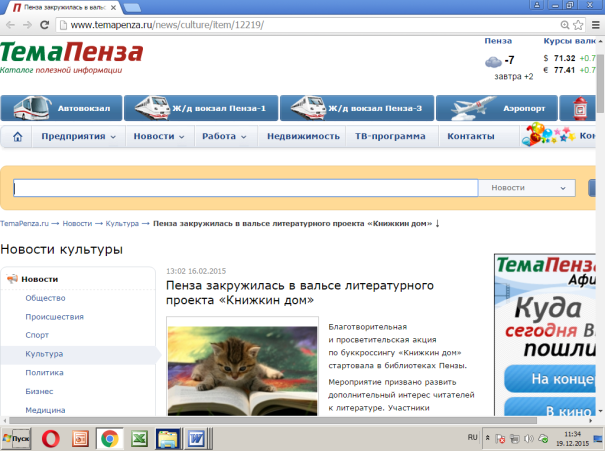 Пенза закружилась в вальс
www.temapenza.ru/news/culture/item/12219/
ТемаПенза
Каталог полезной информации
Пенза
-7
завтра +2
Курсы валю
$ 71.32 +0.7
€ 77.41 +0.7
Автовокзал
Ж/д вокзал Пенза-1
Ж/д вокзал Пенза-3
Аэропорт
Предприятия
Новости
Работа
Недвижимость
ТВ-программа
Контакты
Кон
Новости
TemaPenza.ru → Новости → Культура → Пенза закружилась в вальсе литературного проекта «Книжкин дом» ↓
Новости культуры
Новости
Общество
Происшествия
Спорт
Культура
Политика
Бизнес
Медицина
13:02 16.02.2015
Пенза закружилась в вальсе литературного
проекта «Книжкин дом»
Благотворительная
и просветительская акция
по буккроссингу «Книжкин дом»
стартовала в библиотеках Пензы.
Мероприятие призвано развить
дополнительный интерес читателей
к литературе. Участники
ТемаПенза
Афи
Куда
сегодня В
пошли
На конце
В кино
Пуск
RU
11:34
19.12.2015